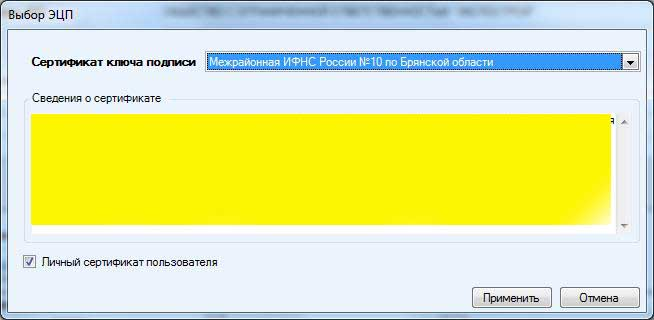 Выбор ЭЦП
Сертификат ключа подписи
Межрайонная ИФНС России №10 по Брянской области
Сведения о сертификате
я
Личный сертификат пользователя
Применить
Отмена